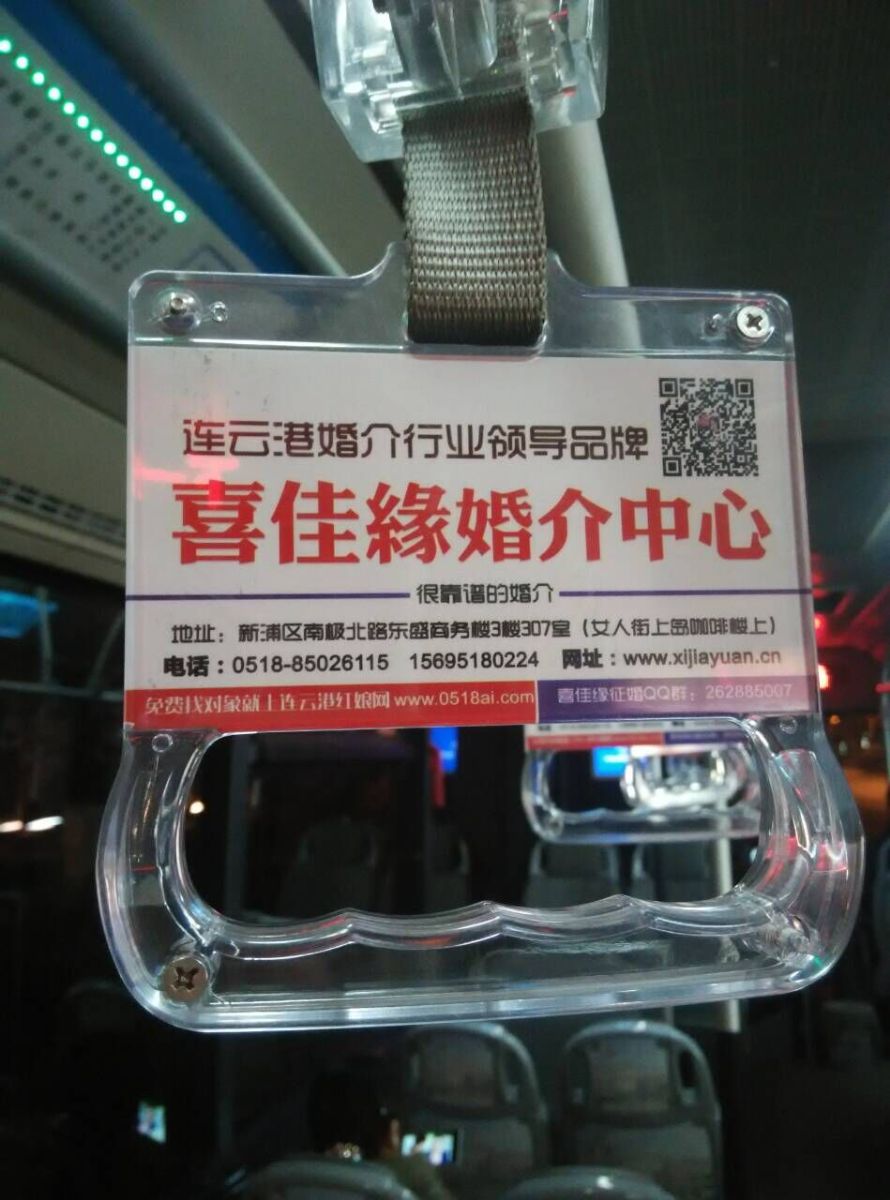 连云港婚介行业领导品牌
喜佳緣婚介中心
很靠谱的婚介
地址：新浦区南极北路东盛商务楼3楼307室（女人街上岛咖啡楼上）
电话：0518-85026115 15695180224 网址：www.xijiayuan.cn
免费找对象就上连云港红娘网www.0518ai.com
喜佳缘征婚QQ群：262885007